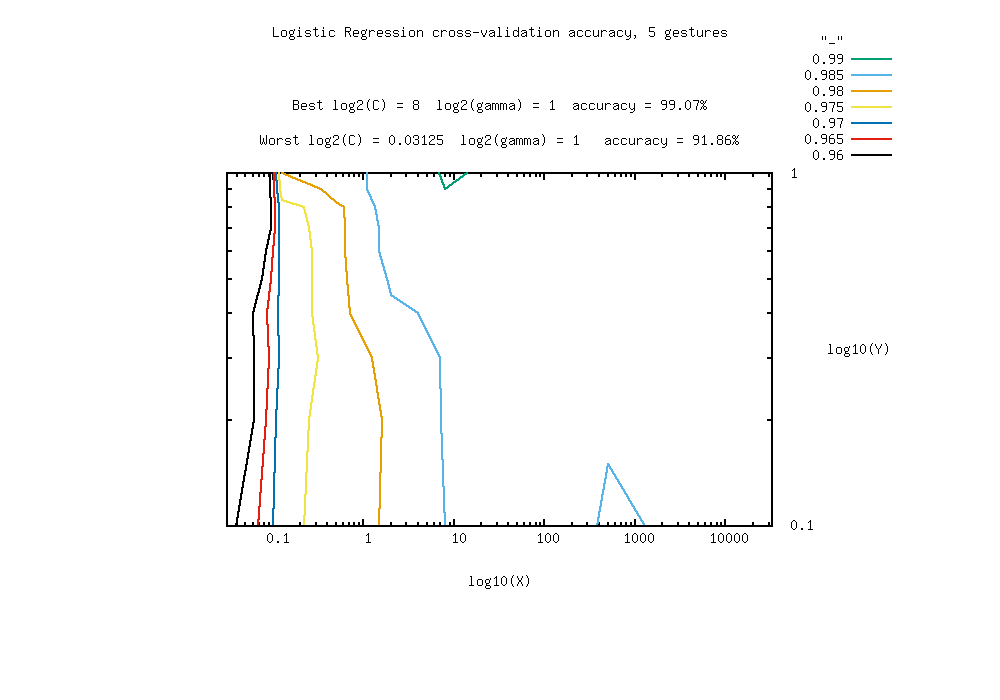 Logistic Regression cross-validation accuracy, 5 gestures
"_"
0.99
0.985
0.98
0.975
0.97
0.965
0.96
Best log2(C) = 8  log2(gamma) = 1  accuracy = 99.07%
Worst log2(C) = 0.03125  log2(gamma) = 1   accuracy = 91.86%
1
log10(Y)
0.1
0.1 1 10 100 1000 10000
log10(X)